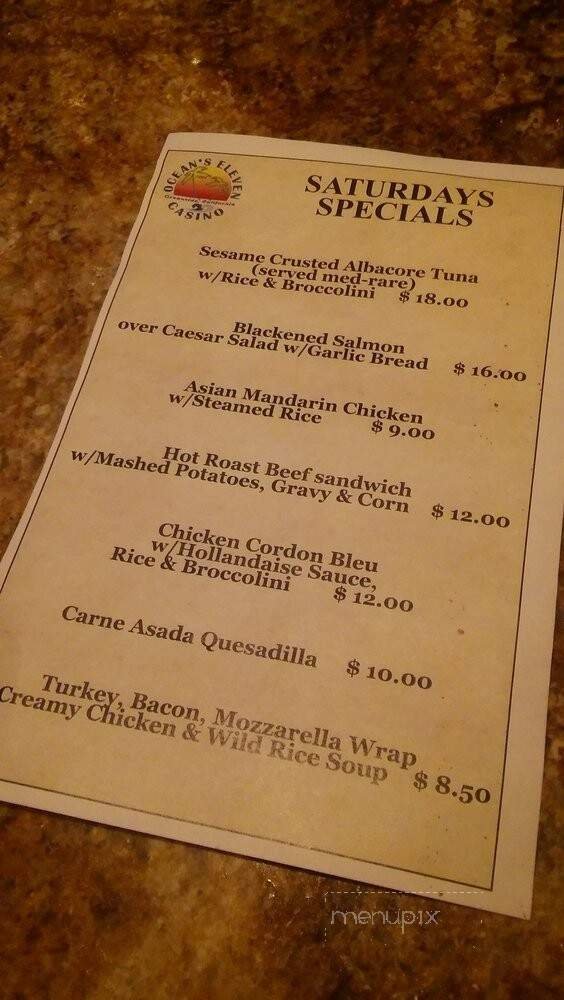 OCEAN'S ELEVEN
Oceanside, California
CASINO
SATURDAYS
SPECIALS
Sesame Crusted Albacore Tuna
(served med-rare)
w/Rice & Broccolini $ 18.00
Blackened Salmon
over Caesar Salad w/Garlic Bread $ 16.00
Asian Mandarin Chicken
w/Steamed Rice $ 9.00
Hot Roast Beef sandwich
w/Mashed Potatoes, Gravy & Corn $ 12.00
Chicken Cordon Bleu
w/Hollandaise Sauce,
Rice & Broccolini $ 12.00
Carne Asada Quesadilla $ 10.00
Turkey, Bacon, Mozzarella Wrap
Creamy Chicken & Wild Rice Soup $ 8.50
menupix